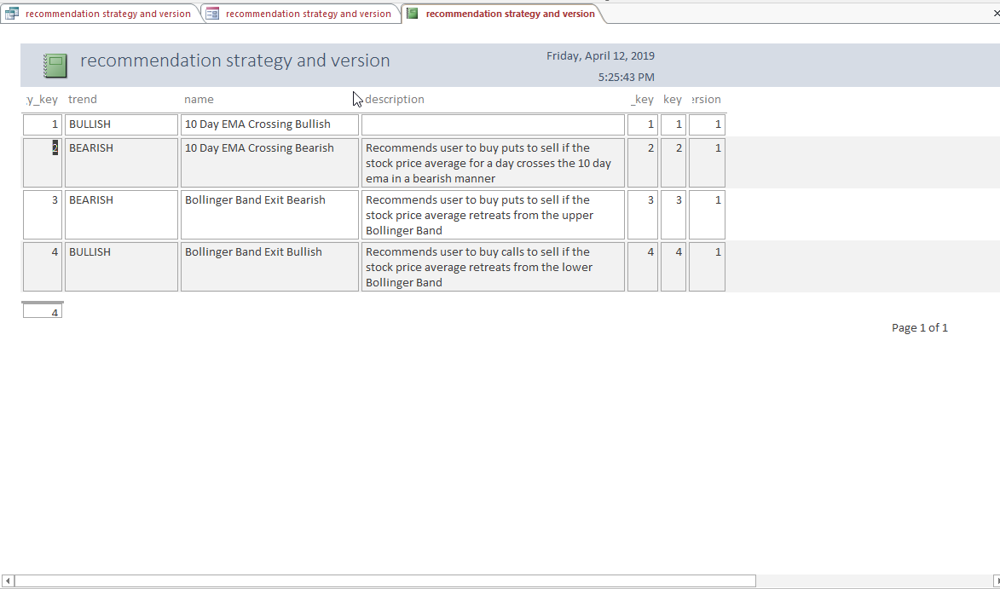 recommendation strategy and version recommendation strategy and version recommendation strategy and version
recommendation strategy and version
Friday, April 12, 2019
5:25:43 PM
y_key trend name description _key key ersion
1 BULLISH 10 Day EMA Crossing Bullish 1 1 1
2 BEARISH 10 Day EMA Crossing Bearish Recommends user to buy puts to sell if the 2 2 1
stock price average for a day crosses the 10 day
ema in a bearish manner
3 BEARISH Bollinger Band Exit Bearish Recommends user to buy puts to sell if the 3 3 1
stock price average retreats from the upper
Bollinger Band
4 BULLISH Bollinger Band Exit Bullish Recommends user to buy calls to sell if the 4 4 1
stock price average retreats from the lower
Bollinger Band
4
Page 1 of 1